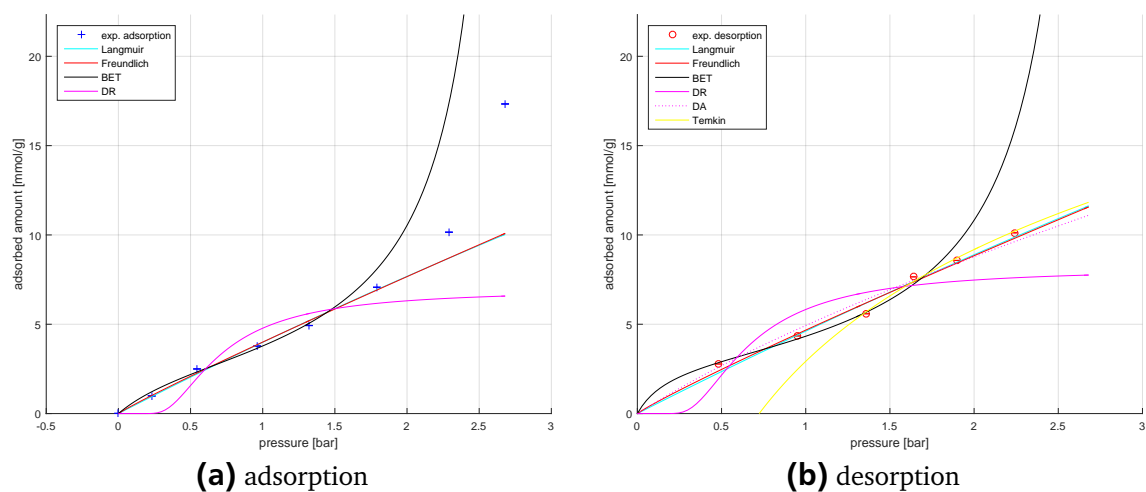 exp. adsorption
Langmuir
Freundlich
BET
DR
adsorbed amount [mmol/g]
20
15
10
5
0
-0.5
0
0.5
1
1.5
2
2.5
3
pressure [bar]
(a) adsorption
exp. desorption
Langmuir
Freundlich
BET
DR
DA
Temkin
adsorbed amount [mmol/g]
20
15
10
5
0
0
0.5
1
1.5
2
2.5
3
pressure [bar]
(b) desorption